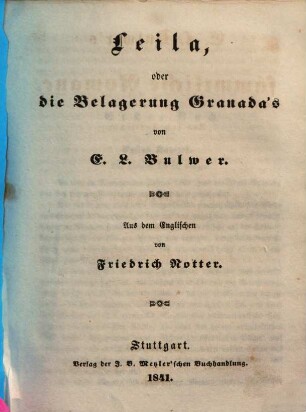 Leila,
oder
die Belagerung Granada's
von
E. L. Bulwer.
Aus dem Englischen
von
Friedrich Notter.
Stuttgart.
Verlag der J. B. Metzler'schen Buchhandlung.
1841.